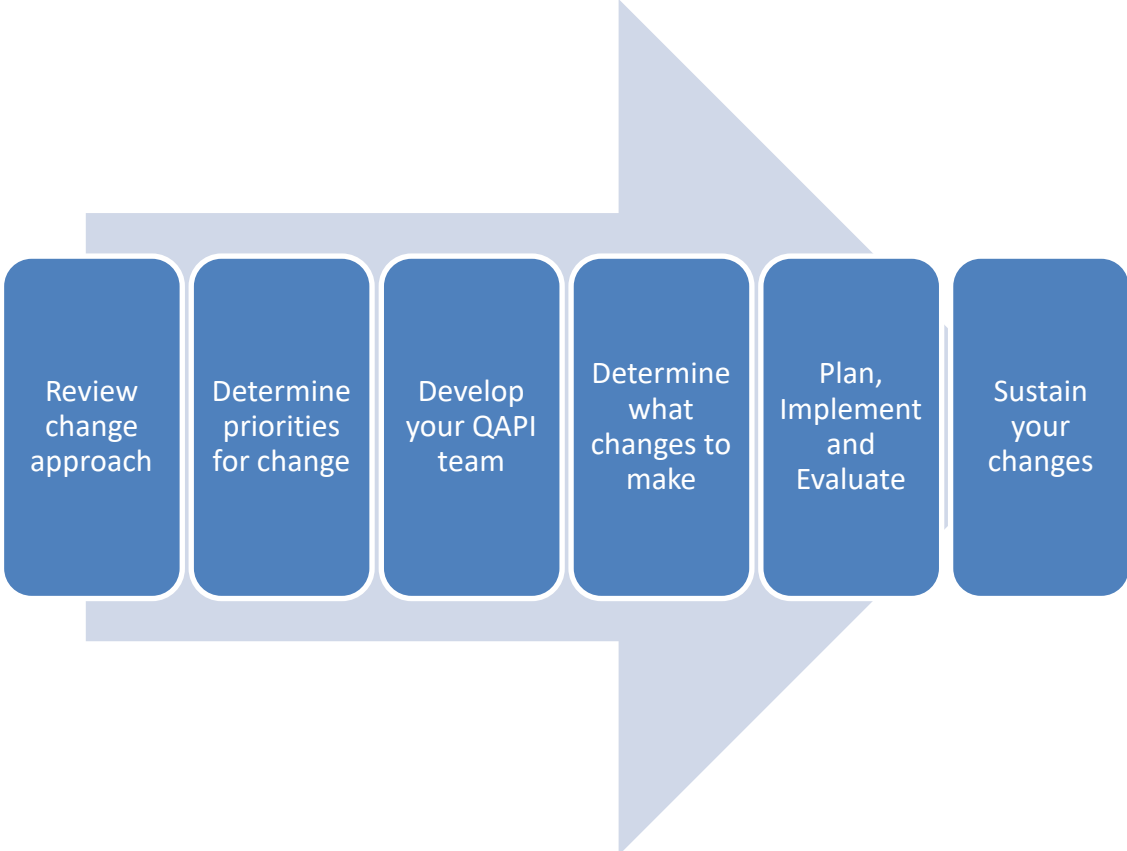 Review
change
approach
Determine
priorities
for change
Develop
your QAPI
team
Determine
what
changes to
make
Plan,
Implement
and
Evaluate
Sustain
your
changes